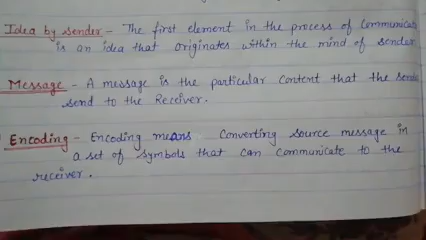 Idea by sender - The first element in the process of Communicat
is an idea that originates within the mind of sender
Message - A message is the particular content that the sende
send to the Receiver.
Encoding - Encoding means Converting source message in
a set of symbols that can communicate to the
receiver.